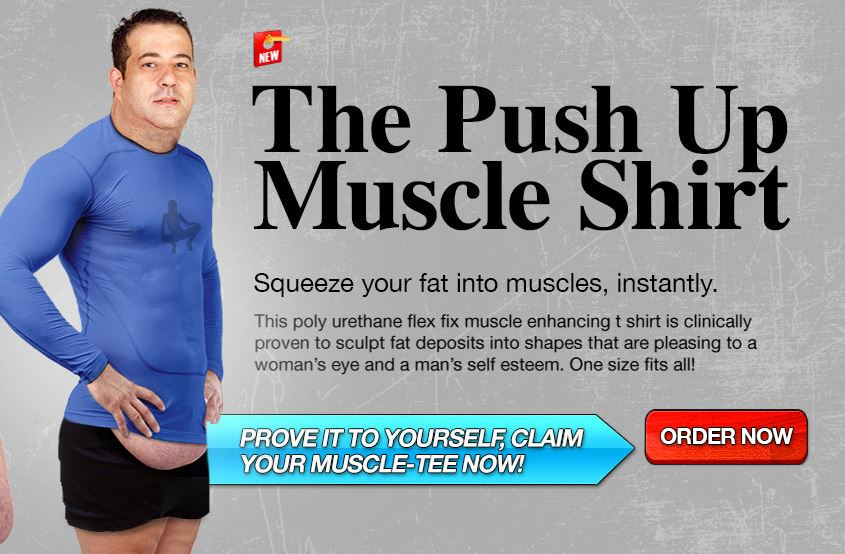 NEW
The Push Up
Muscle Shirt
Squeeze your fat into muscles, instantly.
This poly urethane flex fix muscle enhancing t shirt is clinically
proven to sculpt fat deposits into shapes that are pleasing to a
woman's eye and a man's self esteem. One size fits all!
PROVE IT TO YOURSELF, CLAIM
YOUR MUSCLE-TEE NOW!
ORDER NOW